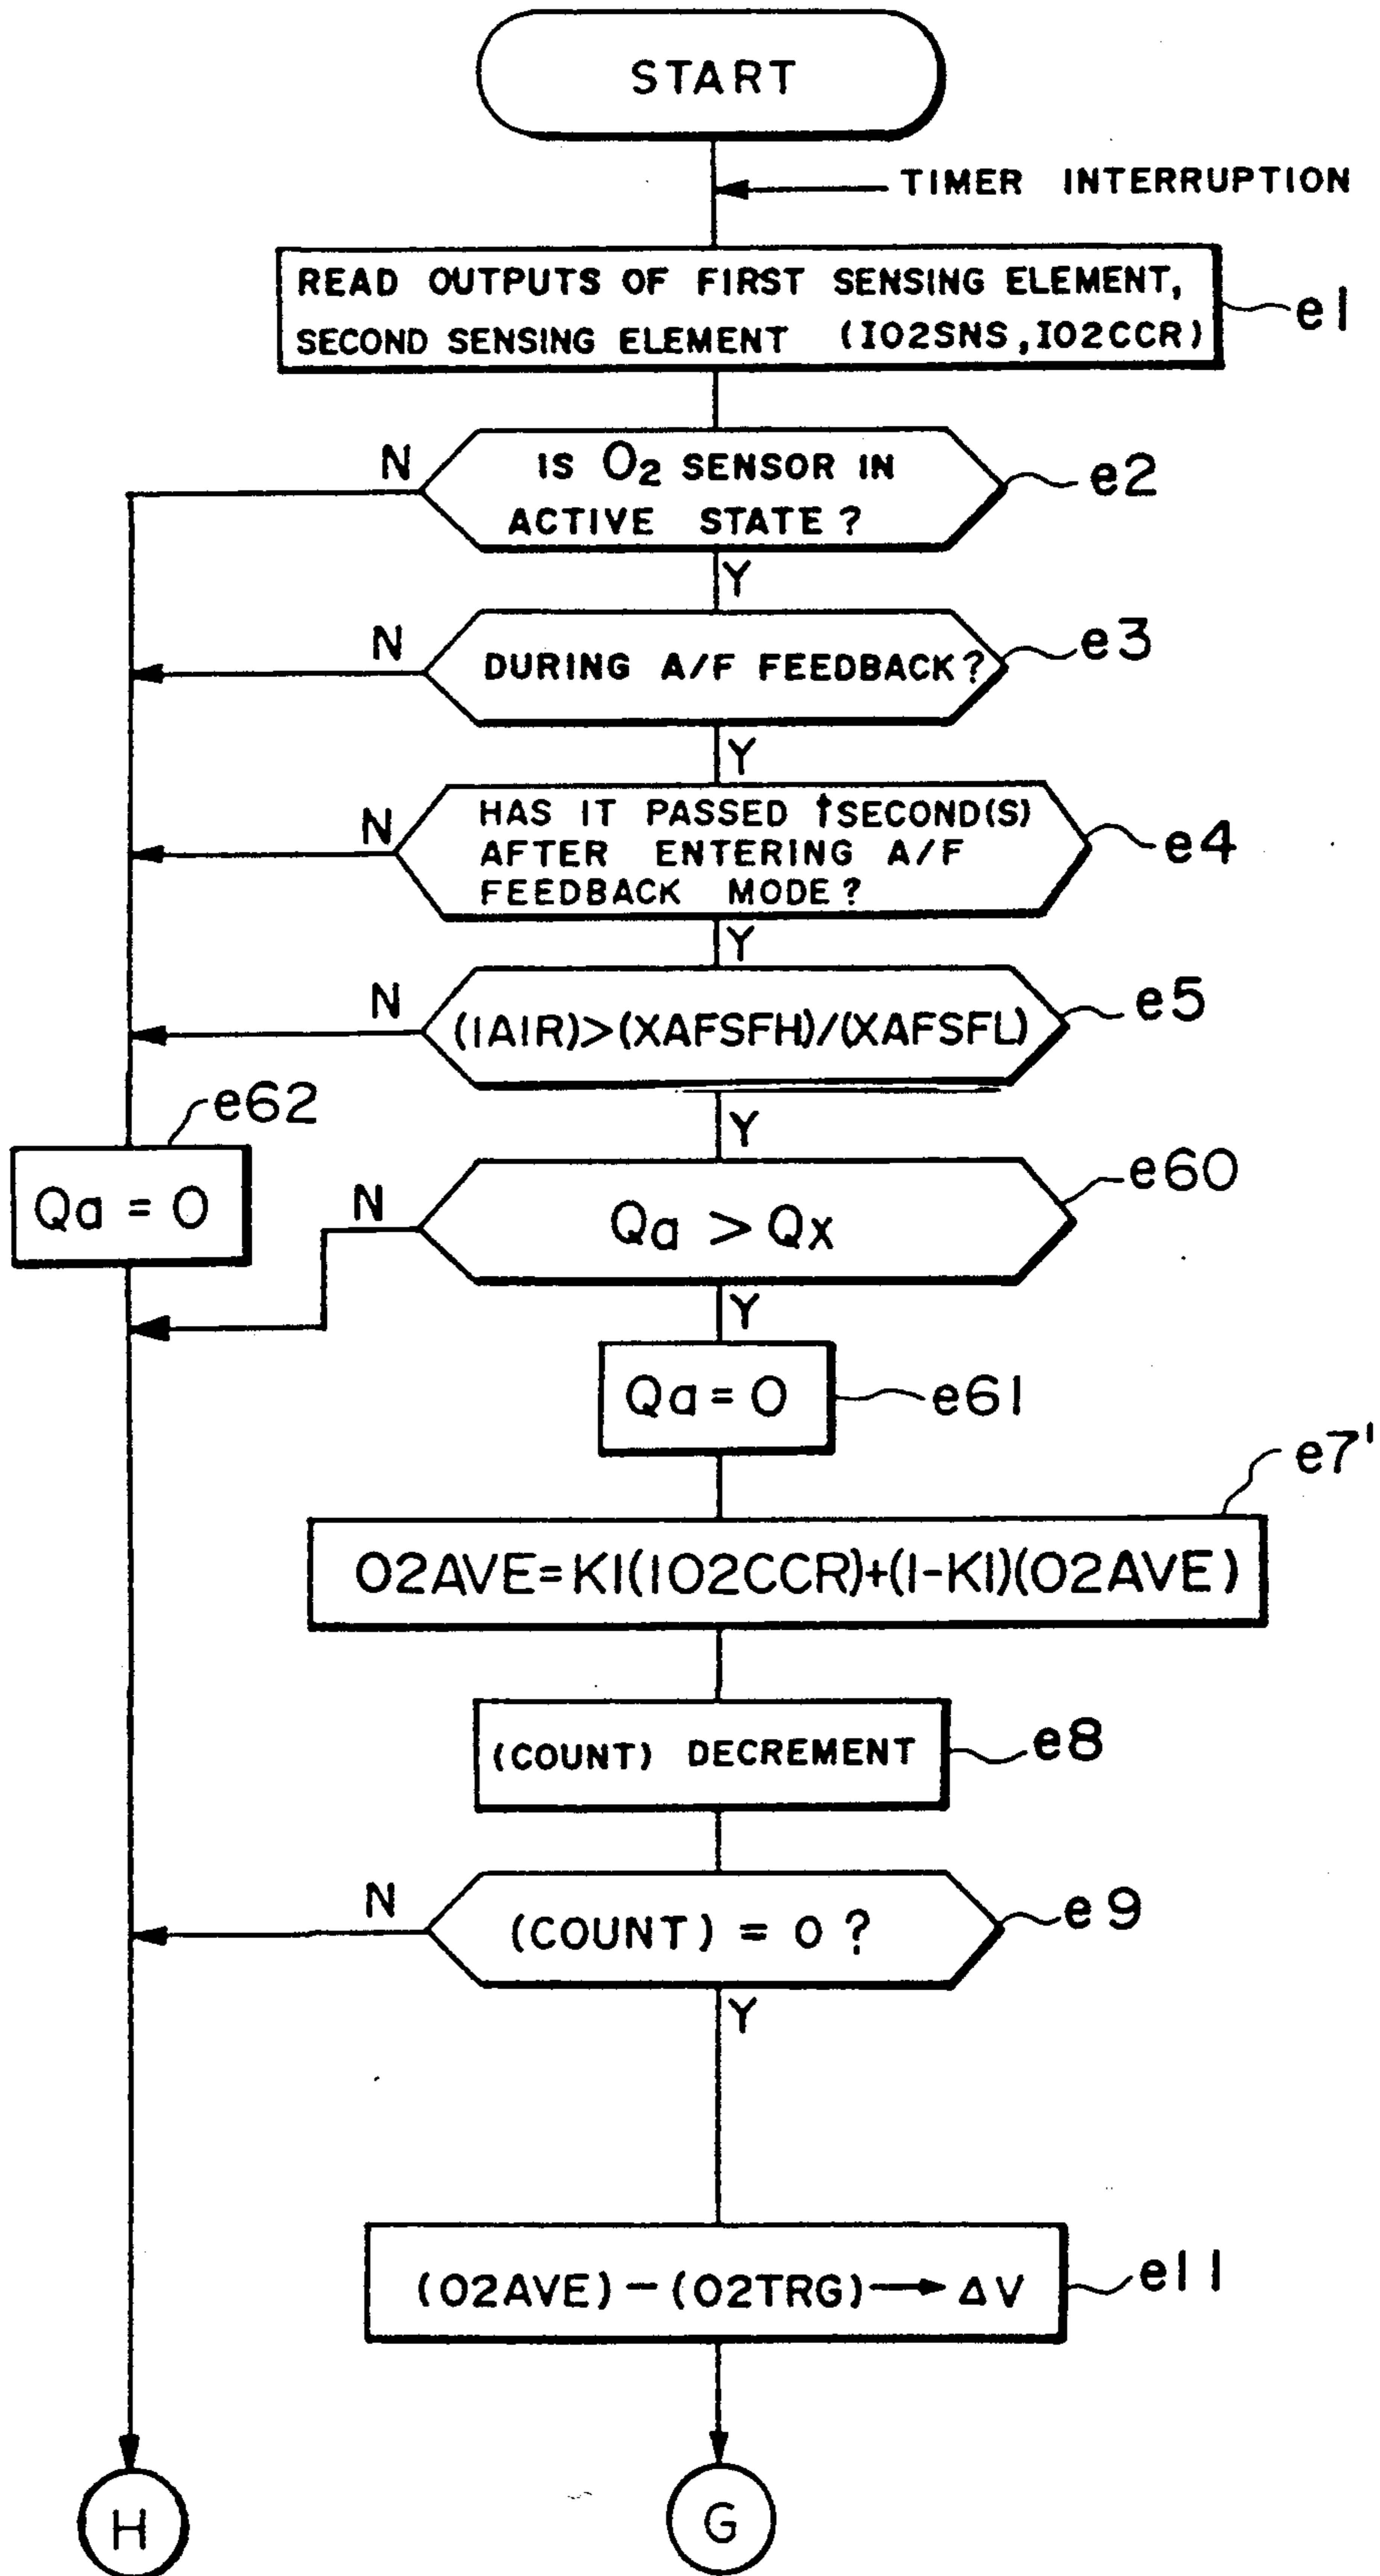 START
TIMER INTERRUPTION
READ OUTPUTS OF FIRST SENSING ELEMENT,
SECOND SENSING ELEMENT (IO2SNS,IO2CCR)
e1
N
IS O2 SENSOR IN
ACTIVE STATE?
e2
Y
N
DURING A/F FEEDBACK?
e3
Y
N
HAS IT PASSED t SECOND(S)
AFTER ENTERING A/F
FEEDBACK MODE?
e4
Y
N
(IAIR)>(XAFSFH)/(XAFSFL)
e5
Y
e62
Qa = 0
N
Qa > Qx
e60
Y
Qa = 0
e61
e7'
O2AVE=K1(IO2CCR)+(1-K1)(O2AVE)
(COUNT) DECREMENT
e8
N
(COUNT) = 0?
e9
Y
(O2AVE)-(O2TRG)→ΔV
e11
H
G